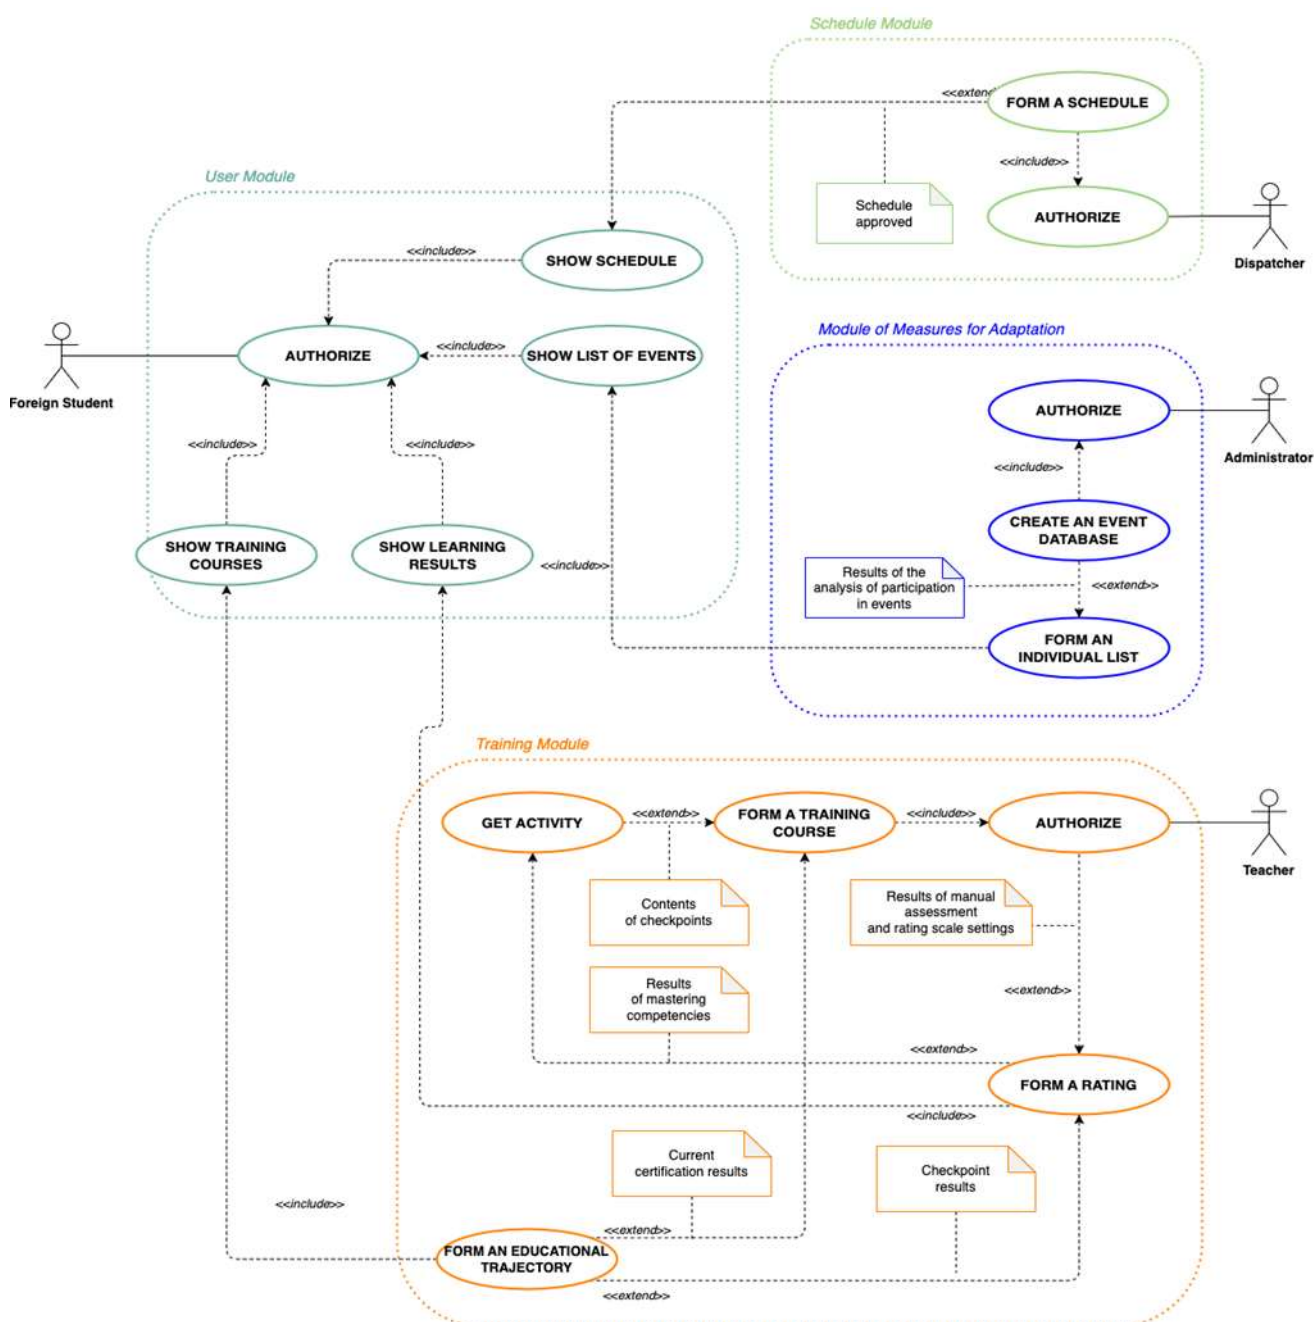 Schedule Module
<<extend>
FORM A SCHEDULE
<<include>>
Schedule
approved
AUTHORIZE
Dispatcher
User Module
<<include>>
SHOW SCHEDULE
AUTHORIZE
<<include>>
SHOW LIST OF EVENTS
Foreign Student
<<include>>
<<include>>
SHOW TRAINING
COURSES
SHOW LEARNING
RESULTS
<<include>>
Module of Measures for Adaptation
AUTHORIZE
Administrator
<<include>>
CREATE AN EVENT
DATABASE
Results of the
analysis of participation
in events
<<extend>>
FORM AN
INDIVIDUAL LIST
Training Module
GET ACTIVITY
<<extend>>
FORM A TRAINING
COURSE
<<include>>
AUTHORIZE
Teacher
Contents
of checkpoints
Results of manual
assessment
and rating scale settings
Results
of mastering
competencies
<<extend>>
<<extend>>
FORM A RATING
<<include>>
Current
certification results
Checkpoint
results
<<include>>
<<extend>>
FORM AN EDUCATIONAL
TRAJECTORY
<<extend>>